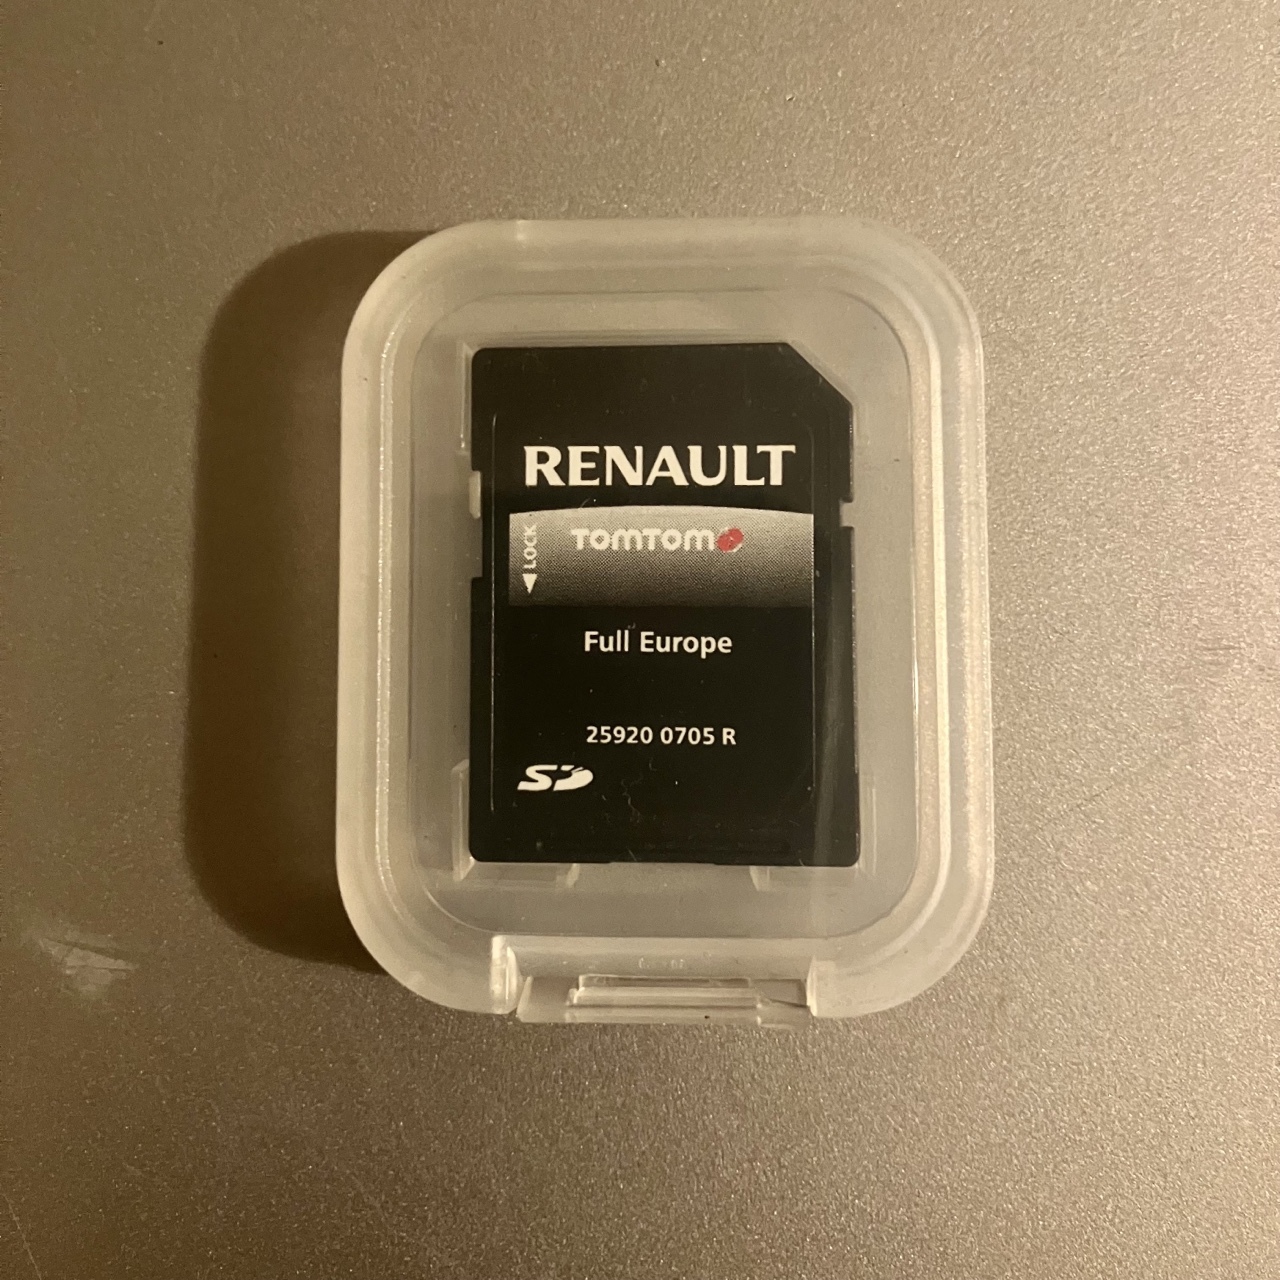 RENAULT
◀ LOCK
TOMTOM
Full Europe
25920 0705 R
SD